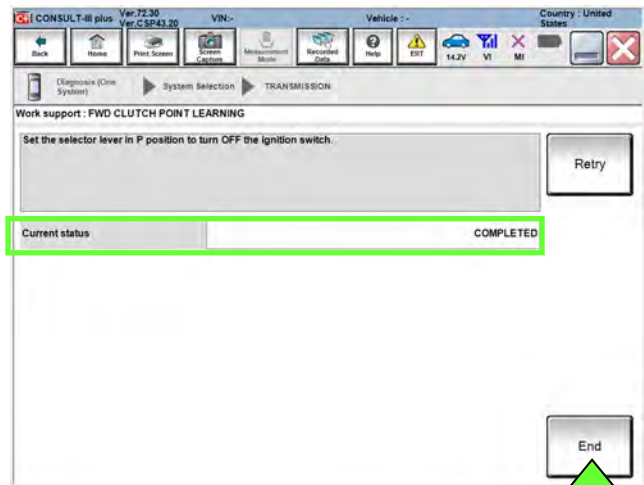 CONSULT-III plus Ver.72.30 VIN:- Vehicle : - Country : United
Ver.CSP43.20 States
Back Home Print Screen Screen Capture Measurement Mode Recorded Data Help ERT 14.2V VI MI
Diagnosis (One System) System Selection TRANSMISSION
Work support : FWD CLUTCH POINT LEARNING
Set the selector lever in P position to turn OFF the ignition switch.
Retry
Current status COMPLETED
End